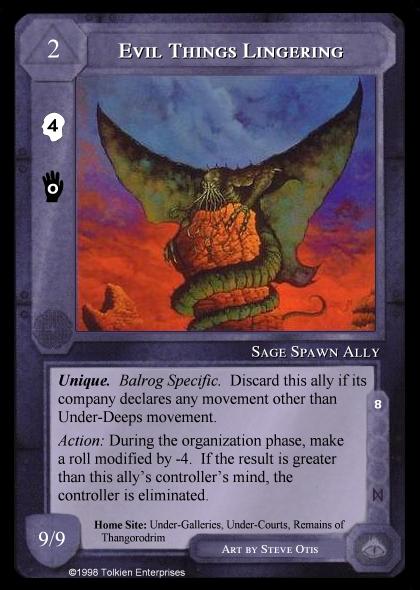 2
Evil Things Lingering
4
0
Sage Spawn Ally
Unique. Balrog Specific. Discard this ally if its
company declares any movement other than
Under-Deeps movement.
8
Action: During the organization phase, make
a roll modified by -4. If the result is greater
than this ally's controller's mind, the
controller is eliminated.
Home Site: Under-Galleries, Under-Courts, Remains of
Thangorodrim
9/9
Art by Steve Otis
©1998 Tolkien Enterprises